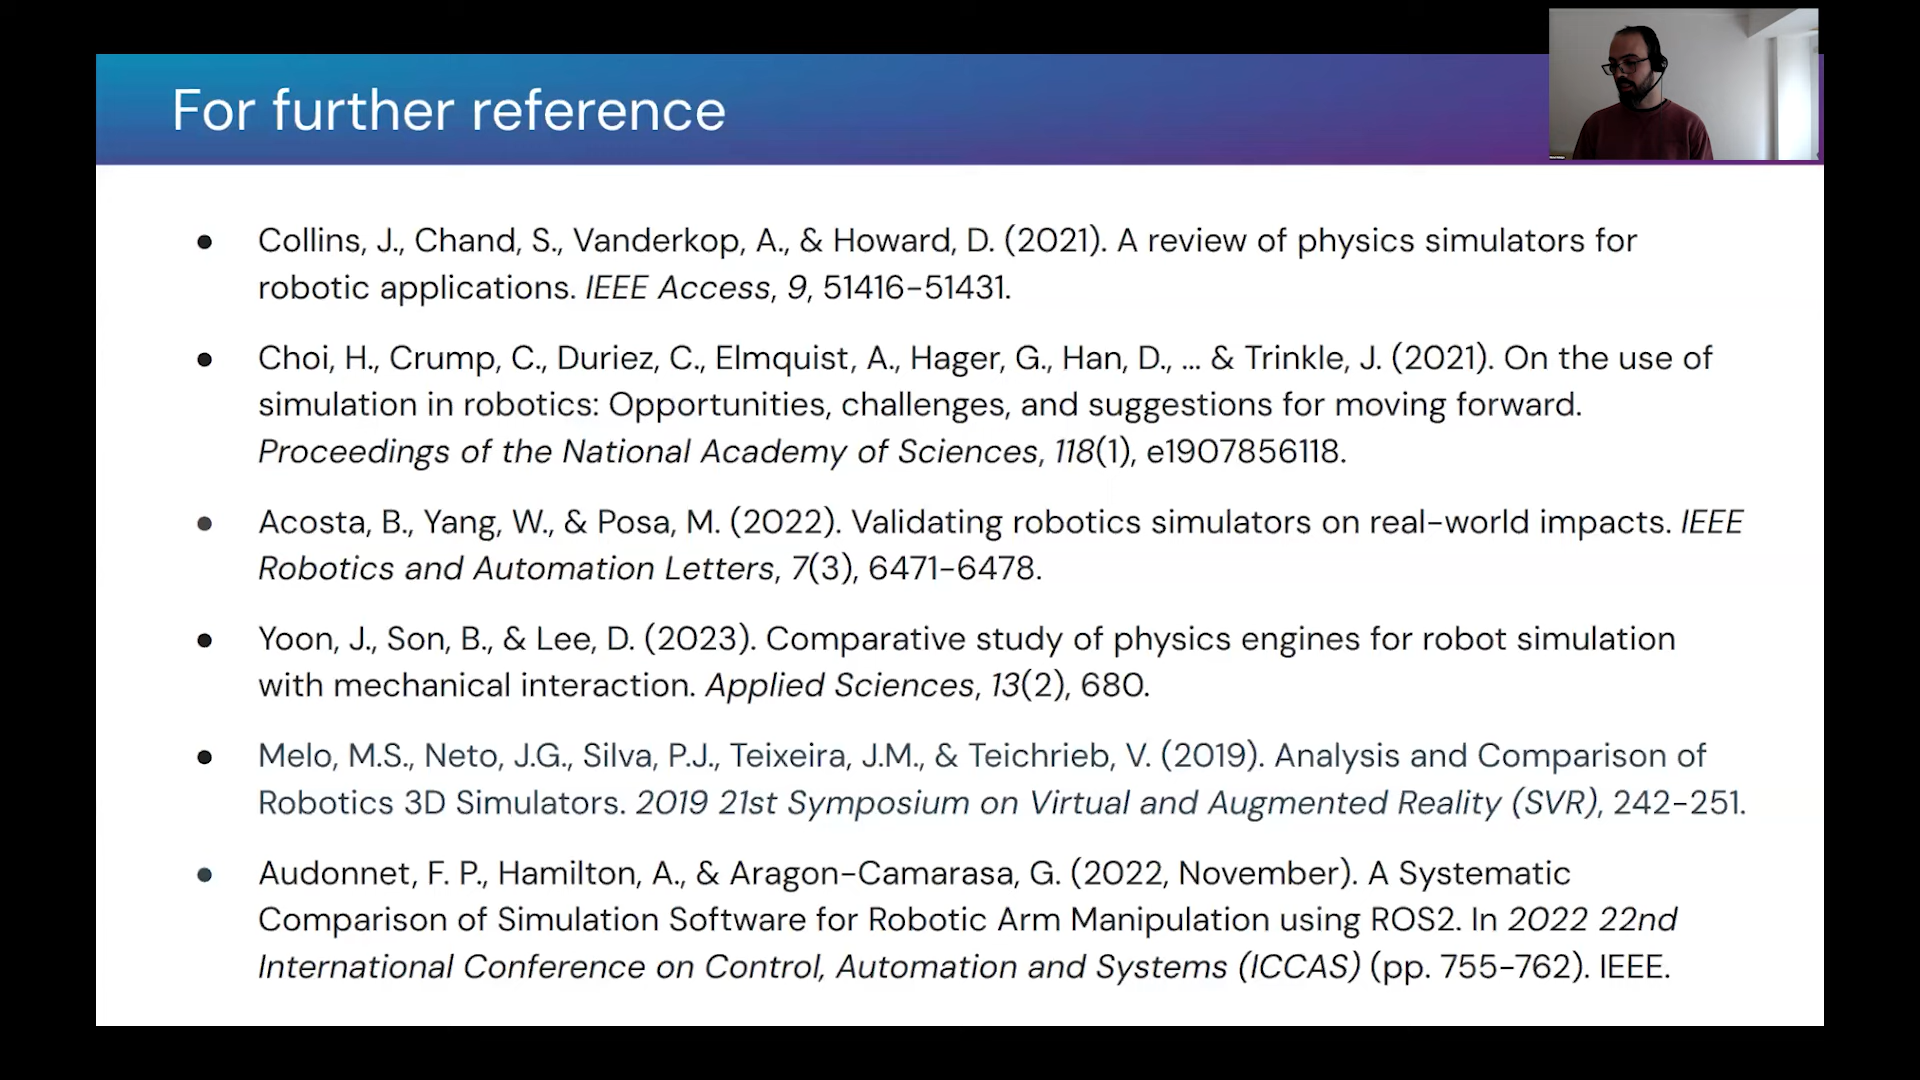 For further reference
● Collins, J., Chand, S., Vanderkop, A., & Howard, D. (2021). A review of physics simulators for
robotic applications. IEEE Access, 9, 51416-51431.
● Choi, H., Crump, C., Duriez, C., Elmquist, A., Hager, G., Han, D., ... & Trinkle, J. (2021). On the use of
simulation in robotics: Opportunities, challenges, and suggestions for moving forward.
Proceedings of the National Academy of Sciences, 118(1), e1907856118.
● Acosta, B., Yang, W., & Posa, M. (2022). Validating robotics simulators on real-world impacts. IEEE
Robotics and Automation Letters, 7(3), 6471-6478.
● Yoon, J., Son, B., & Lee, D. (2023). Comparative study of physics engines for robot simulation
with mechanical interaction. Applied Sciences, 13(2), 680.
● Melo, M.S., Neto, J.G., Silva, P.J., Teixeira, J.M., & Teichrieb, V. (2019). Analysis and Comparison of
Robotics 3D Simulators. 2019 21st Symposium on Virtual and Augmented Reality (SVR), 242-251.
● Audonnet, F. P., Hamilton, A., & Aragon-Camarasa, G. (2022, November). A Systematic
Comparison of Simulation Software for Robotic Arm Manipulation using ROS2. In 2022 22nd
International Conference on Control, Automation and Systems (ICCAS) (pp. 755-762). IEEE.